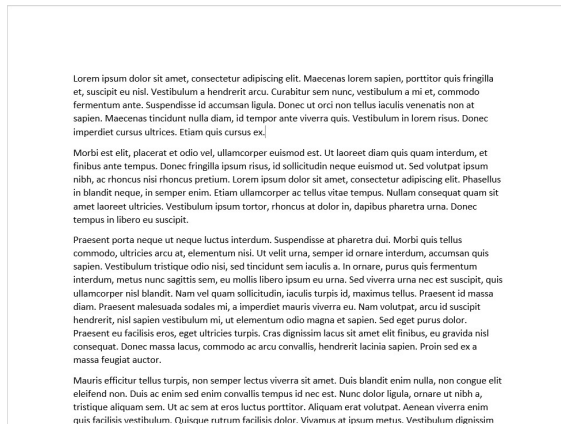 Lorem ipsum dolor sit amet, consectetur adipiscing elit. Maecenas lorem sapien, porttitor quis fringilla
et, suscipit eu nisl. Vestibulum a hendrerit arcu. Curabitur sem nunc, vestibulum a mi et, commodo
fermentum ante. Suspendisse id accumsan ligula. Donec ut orci non tellus iaculis venenatis non at
sapien. Maecenas tincidunt nulla diam, id tempor ante viverra quis. Vestibulum in lorem risus. Donec
imperdiet cursus ultrices. Etiam quis cursus ex.
Morbi est elit, placerat et odio vel, ullamcorper euismod est. Ut laoreet diam quis quam interdum, et
finibus ante tempus. Donec fringilla ipsum risus, id sollicitudin neque euismod ut. Sed volutpat ipsum
nibh, ac rhoncus nisi rhoncus pretium. Lorem ipsum dolor sit amet, consectetur adipiscing elit. Phasellus
in blandit neque, in semper enim. Etiam ullamcorper ac tellus vitae tempus. Nullam consequat quam sit
amet laoreet ultricies. Vestibulum ipsum tortor, rhoncus at dolor in, dapibus pharetra urna. Donec
tempus in libero eu suscipit.
Praesent porta neque ut neque luctus interdum. Suspendisse at pharetra dui. Morbi quis tellus
commodo, ultricies arcu at, elementum nisi. Ut velit urna, semper id ornare interdum, accumsan quis
sapien. Vestibulum tristique odio nisi, sed tincidunt sem iaculis a. In ornare, purus quis fermentum
interdum, metus nunc sagittis sem, eu mollis libero ipsum eu urna. Sed viverra urna nec est suscipit, quis
ullamcorper nisl blandit. Nam vel quam sollicitudin, iaculis turpis id, maximus tellus. Praesent id massa
diam. Praesent malesuada sodales mi, a imperdiet mauris viverra eu. Nam volutpat, arcu id suscipit
hendrerit, nisl sapien vestibulum mi, ut elementum odio magna et sapien. Sed eget purus dolor.
Praesent eu facilisis eros, eget ultricies turpis. Cras dignissim lacus sit amet elit finibus, eu gravida nisl
consequat. Donec massa lacus, commodo ac arcu convallis, hendrerit lacinia sapien. Proin sed ex a
massa feugiat auctor.
Mauris efficitur tellus turpis, non semper lectus viverra sit amet. Duis blandit enim nulla, non congue elit
eleifend non. Duis ac enim sed enim convallis tempus id nec est. Nunc dolor ligula, ornare ut nibh a,
tristique aliquam sem. Ut ac sem at eros luctus porttitor. Aliquam erat volutpat. Aenean viverra enim
quis facilisis vestibulum. Quisque rutrum facilisis dolor. Vivamus at ipsum metus. Vestibulum dignissim